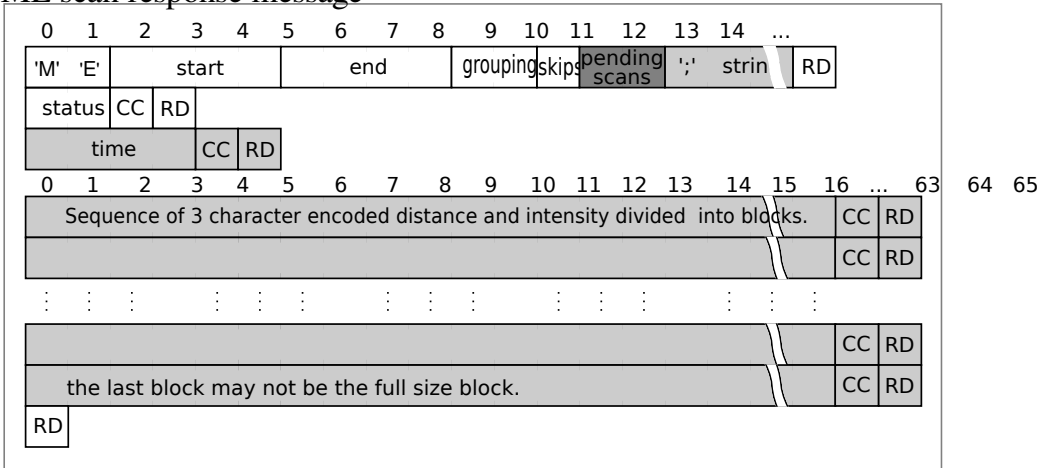 ME scan response message
0 1 2 3 4 5 6 7 8 9 10 11 12 13 14 ...
'M' 'E' start end grouping skips pending scans ';' strin RD
status CC RD
time CC RD
0 1 2 3 4 5 6 7 8 9 10 11 12 13 14 15 16 ... 63 64 65
Sequence of 3 character encoded distance and intensity divided into blocks. CC RD
CC RD
CC RD
the last block may not be the full size block. CC RD
RD